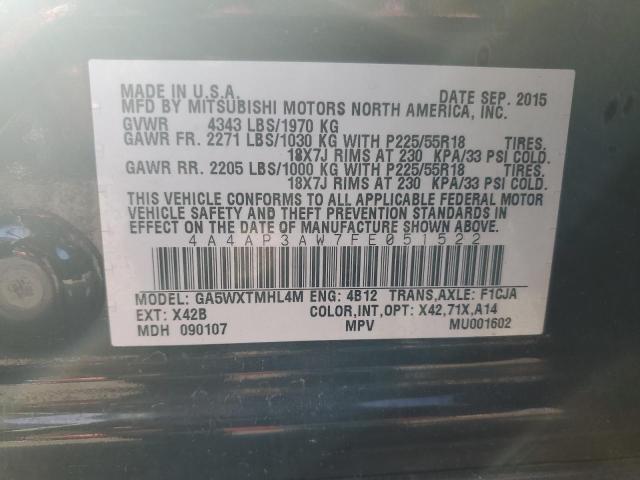 MADE IN U.S.A. DATE SEP. 2015
MFD BY MITSUBISHI MOTORS NORTH AMERICA, INC.
GVWR 4343 LBS/1970 KG
GAWR FR. 2271 LBS/1030 KG WITH P225/55R18 TIRES.
18X7J RIMS AT 230 KPA/33 PSI COLD.
GAWR RR. 2205 LBS/1000 KG WITH P225/55R18 TIRES.
18X7J RIMS AT 230 KPA/33 PSI COLD.
THIS VEHICLE CONFORMS TO ALL APPLICABLE FEDERAL MOTOR
VEHICLE SAFETY AND THEFT PREVENTION STANDARDS IN
EFFECT ON THE DATE OF MANUFACTURE SHOWN ABOVE.
4A4AP3AW7FE051522
MODEL: GA5WXTMHL4M ENG: 4B12 TRANS,AXLE: F1CJA
EXT: X42B COLOR,INT,OPT: X42,71X,A14
MDH 090107 MPV MU001602